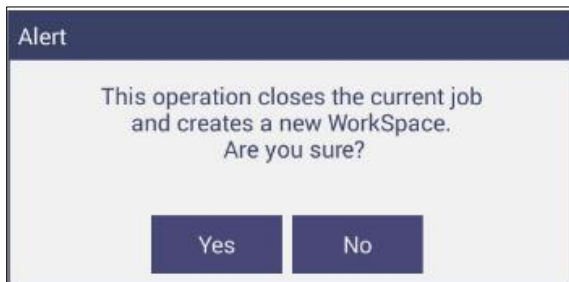 Alert
This operation closes the current job
and creates a new WorkSpace.
Are you sure?
Yes No